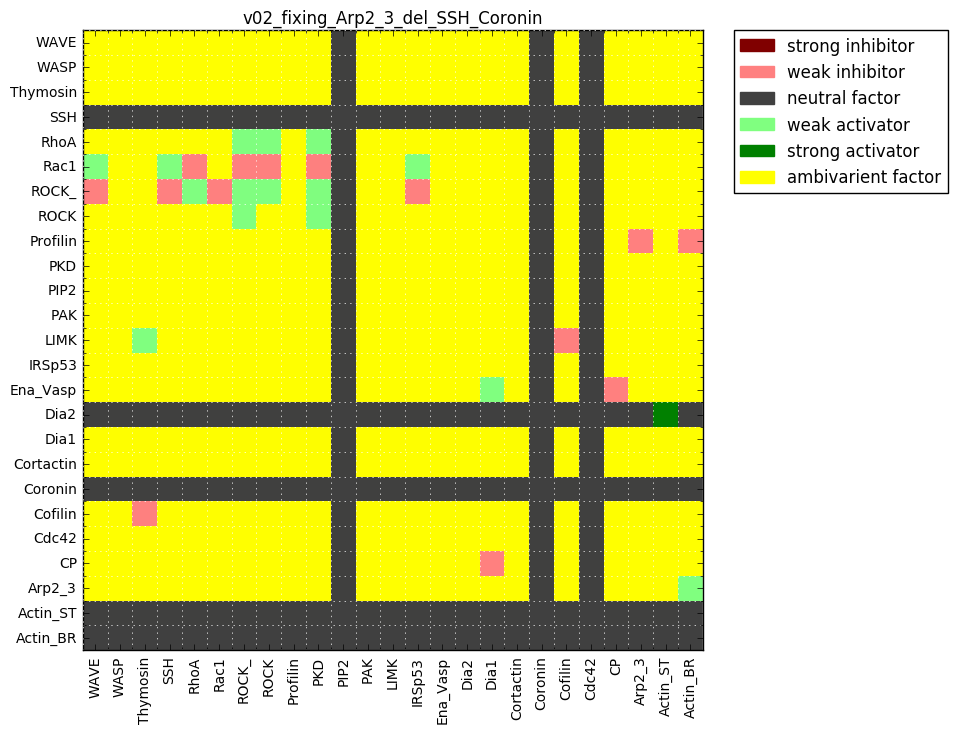 v02_fixing_Arp2_3_del_SSH_Coronin
WAVE
WASP
Thymosin
SSH
RhoA
Rac1
ROCK_
ROCK
Profilin
PKD
PIP2
PAK
LIMK
IRSp53
Ena_Vasp
Dia2
Dia1
Cortactin
Coronin
Cofilin
Cdc42
CP
Arp2_3
Actin_ST
Actin_BR
WAVE
WASP
Thymosin
SSH
RhoA
Rac1
ROCK_
ROCK
Profilin
PKD
PIP2
PAK
LIMK
IRSp53
Ena_Vasp
Dia2
Dia1
Cortactin
Coronin
Cofilin
Cdc42
CP
Arp2_3
Actin_ST
Actin_BR
strong inhibitor
weak inhibitor
neutral factor
weak activator
strong activator
ambivarient factor